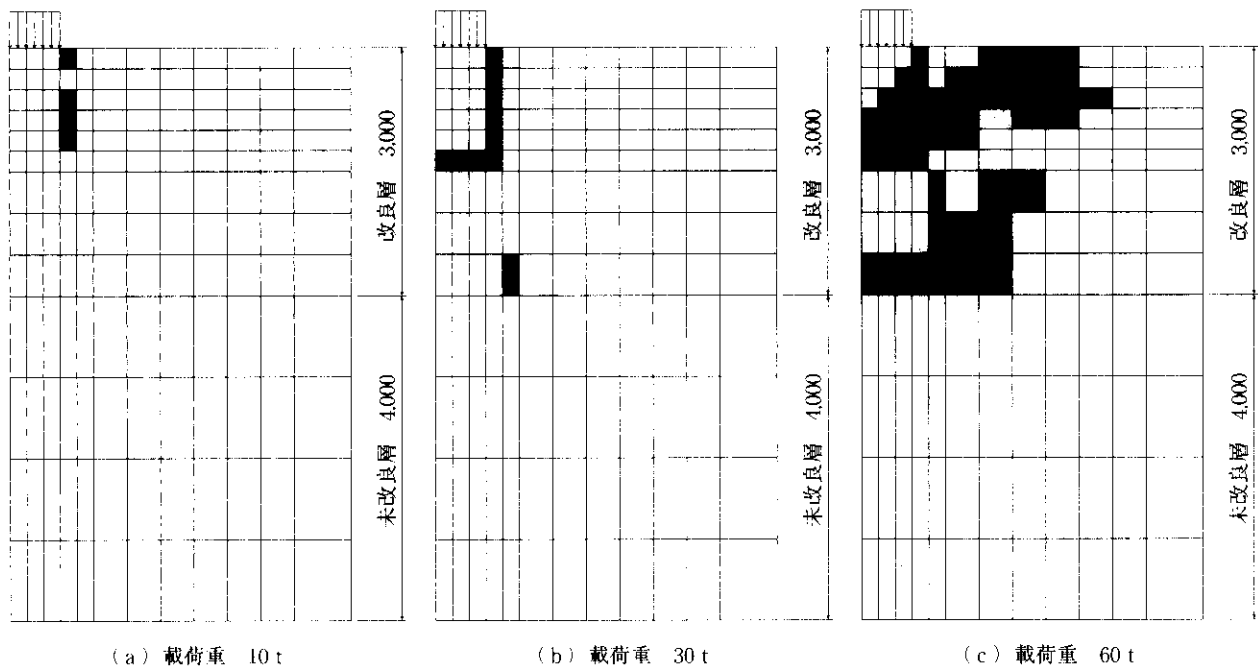 改良層 3,000
未改良層 4,000
(a) 載荷重 10 t
改良層 3,000
未改良層 4,000
(b) 載荷重 30 t
改良層 3,000
未改良層 4,000
(c) 載荷重 60 t